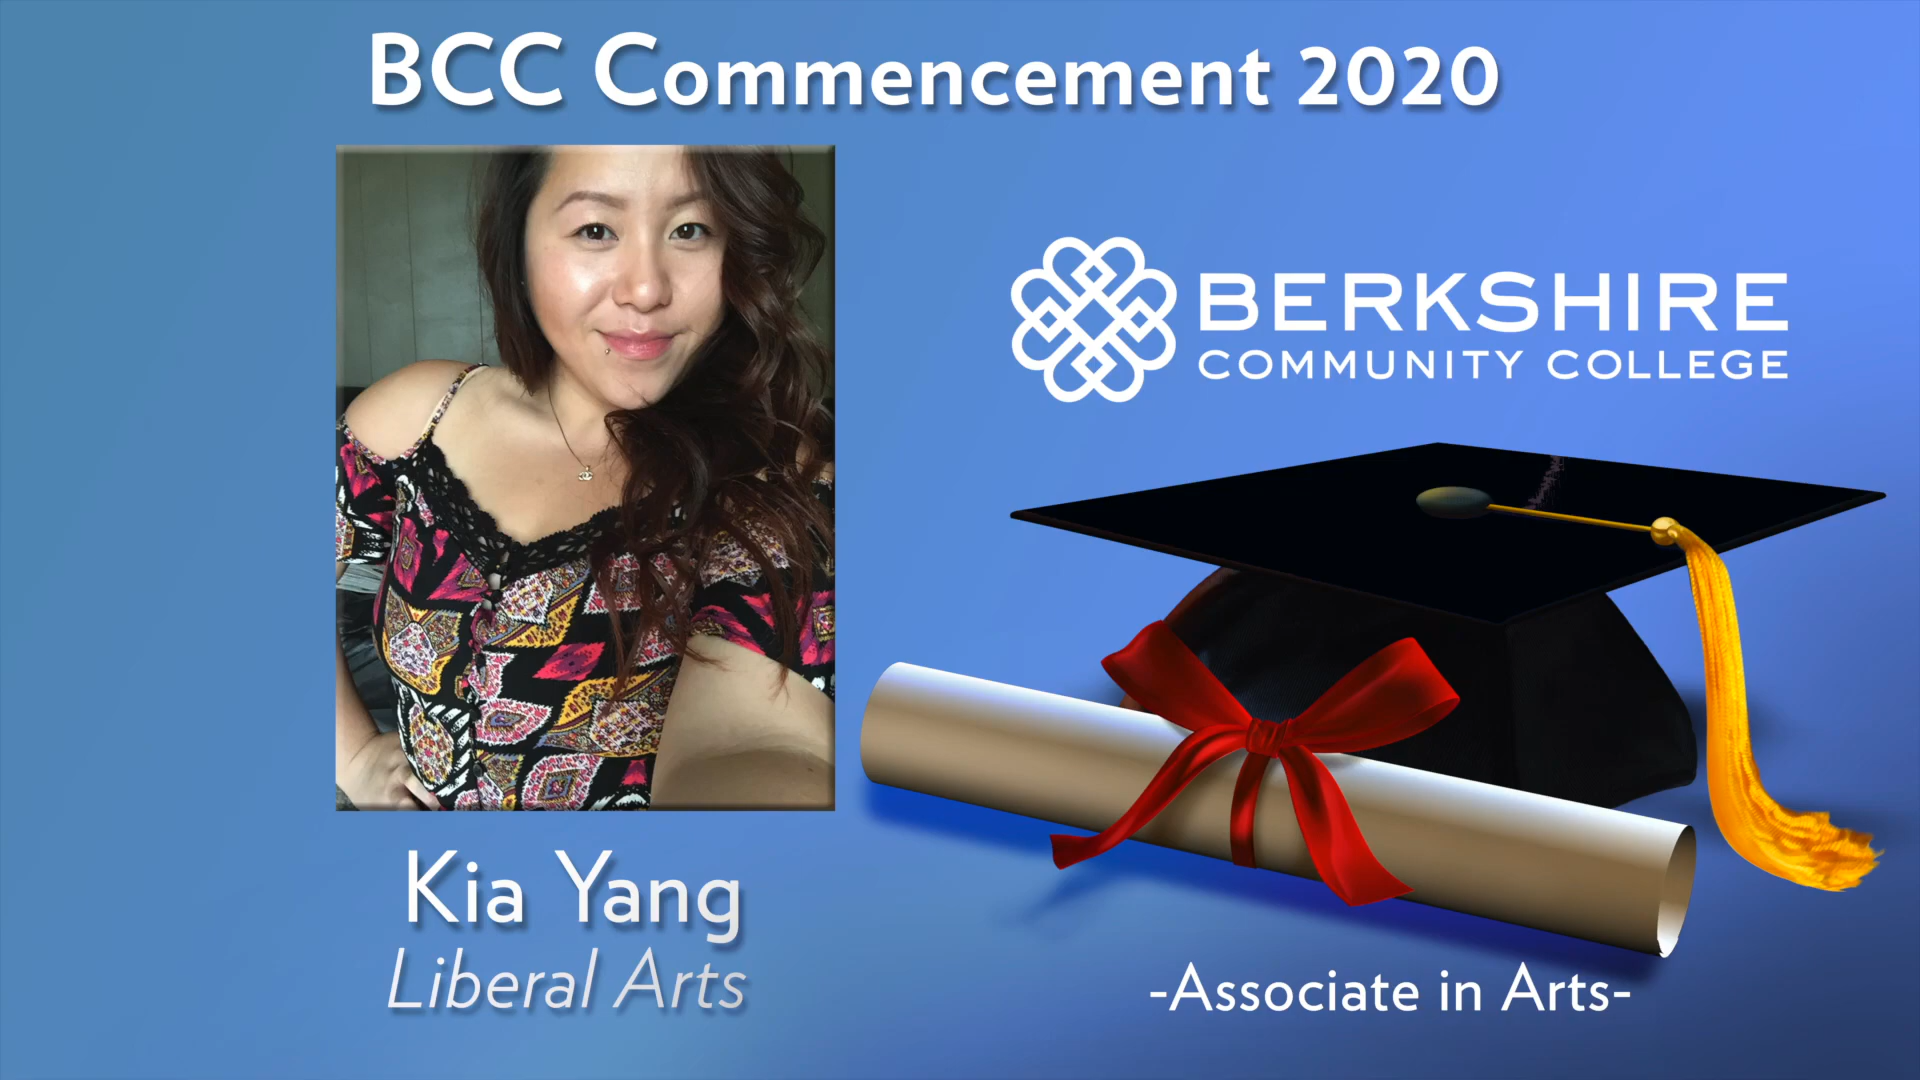 BCC Commencement 2020
BERKSHIRE
COMMUNITY COLLEGE
Kia Yang
Liberal Arts
-Associate in Arts-